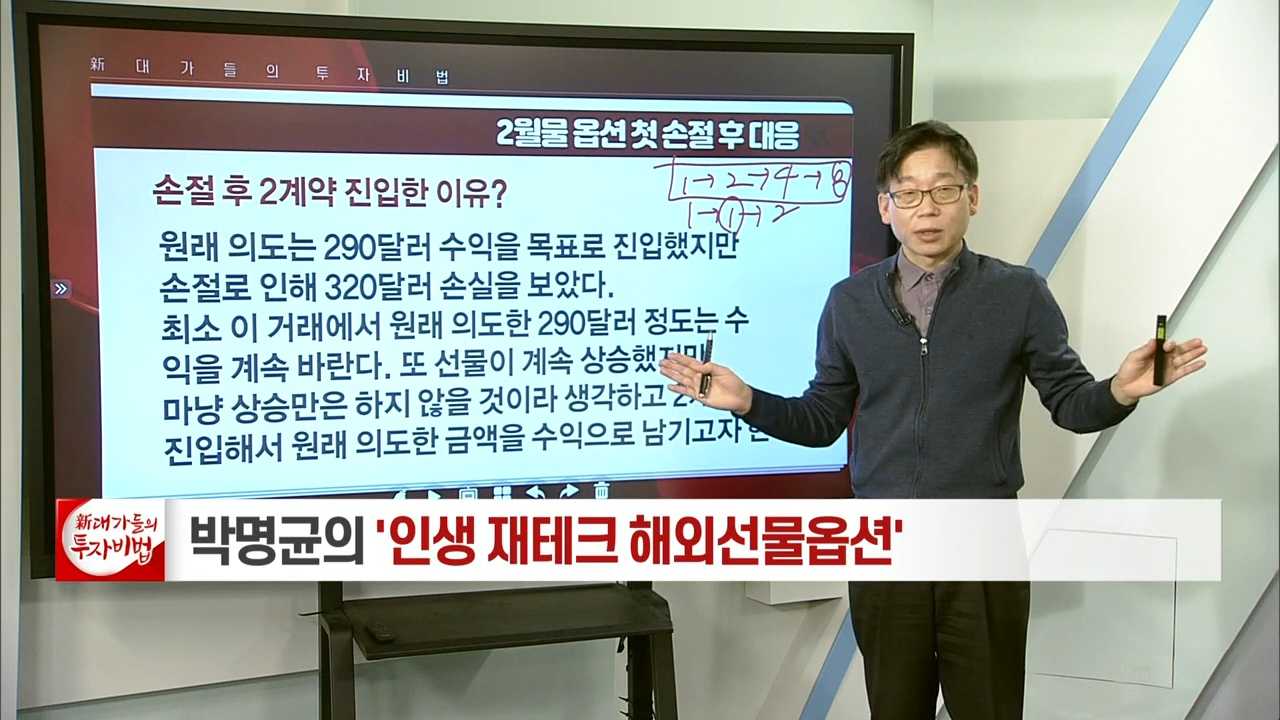 新 대 가 들 의 투 자 비 법
2월물 옵션 첫 손절 후 대응
손절 후 2계약 진입한 이유?
1→2→4→8
1→1→2
원래 의도는 290달러 수익을 목표로 진입했지만
손절로 인해 320달러 손실을 보았다.
최소 이 거래에서 원래 의도한 290달러 정도는 수
익을 계속 바란다. 또 선물이 계속 상승했지만
마냥 상승만은 하지 않을 것이라 생각하고
진입해서 원래 의도한 금액을 수익으로 남기고자
新대가들의
투자비법
박명균의 '인생 재테크 해외선물옵션'